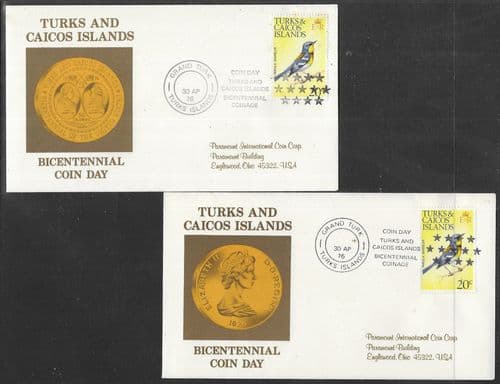 TURKS AND
CAICOS ISLANDS
BICENTENNIAL
COIN DAY
GRAND TURK
30 AP
76
TURKS ISLANDS
COIN DAY
TURKS AND
CAICOS ISLANDS
BICENTENNIAL
COINAGE
TURKS &
CAICOS
ISLANDS
E R
20c
Paramount International Coin Corp.
Paramount Building
Englewood, Ohio 45322, USA
TURKS AND
CAICOS ISLANDS
ELIZABETH II
D·G·REGINA
BICENTENNIAL
COIN DAY
GRAND TURK
30 AP
76
TURKS ISLANDS
COIN DAY
TURKS AND
CAICOS ISLANDS
BICENTENNIAL
COINAGE
TURKS &
CAICOS
ISLANDS
E R
20c
Paramount International Coin Corp.
Paramount Building
Englewood, Ohio 45322, USA